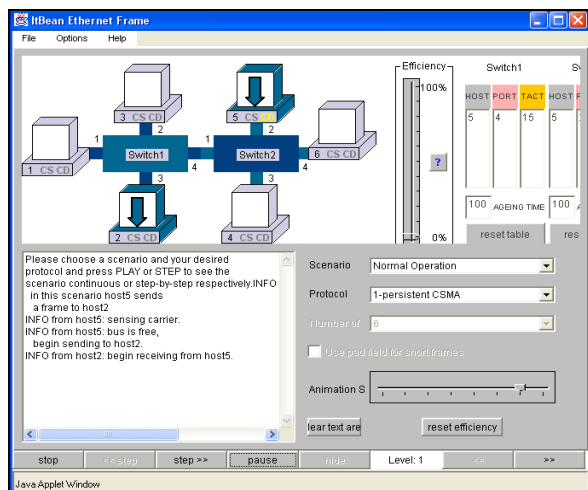 ItBean Ethernet Frame
File Options Help
Efficiency
100%
?
0%
Switch1
HOST PORT TACT HOST
5 4 15 5
100 AGEING TIME 100
reset table res
3 CS CD
5 CS CD
1 CS CD
6 CS CD
2 CS CD
4 CS CD
1 2 3 4
Switch1
1 2 3 4
Switch2
Please choose a scenario and your desired
protocol and press PLAY or STEP to see the
scenario continuous or step-by-step respectively.INFO
in this scenario host5 sends
a frame to host2
INFO from host5: sensing carrier.
INFO from host5: bus is free,
begin sending to host2.
INFO from host2: begin receiving from host5.
Scenario Normal Operation
Protocol 1-persistent CSMA
Number of 6
Use pad field for short frames
Animation S
lear text are reset efficiency
stop << step step >> pause hide Level: 1 << >>
Java Applet Window